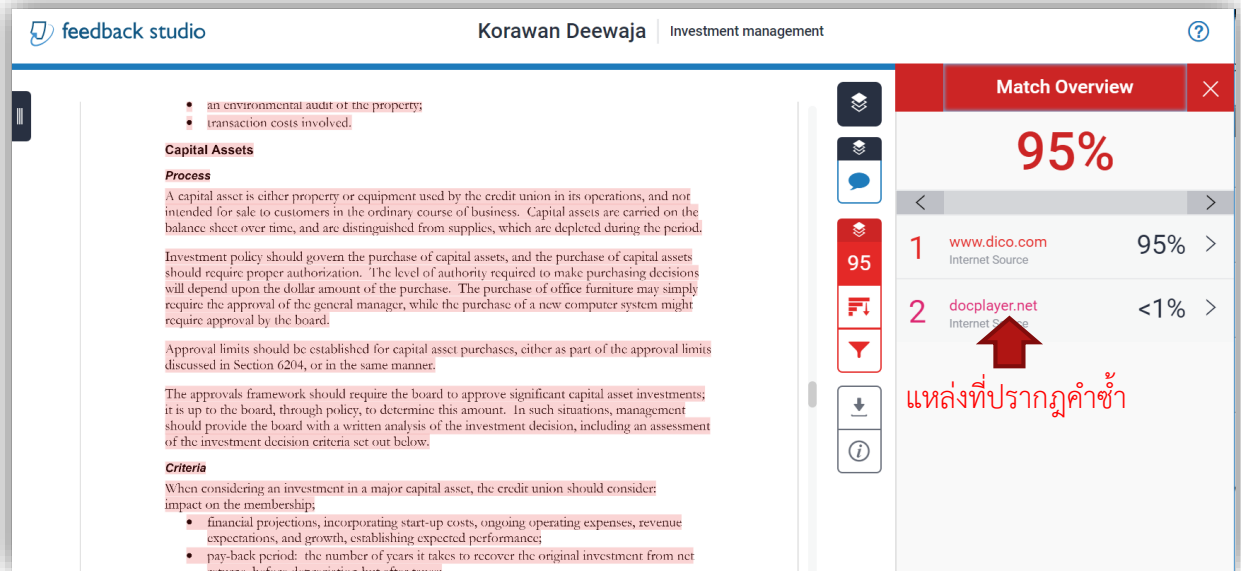 feedback studio
Korawan Deewaja
Investment management
?
an environmental audit of the property;
transaction costs involved.
Capital Assets
Process
A capital asset is either property or equipment used by the credit union in its operations, and not
intended for sale to customers in the ordinary course of business. Capital assets are carried on the
balance sheet over time, and are distinguished from supplies, which are depleted during the period.
Investment policy should govern the purchase of capital assets, and the purchase of capital assets
should require proper authorization. The level of authority required to make purchasing decisions
will depend upon the dollar amount of the purchase. The purchase of office furniture may simply
require the approval of the general manager, while the purchase of a new computer system might
require approval by the board.
Approval limits should be established for capital asset purchases, either as part of the approval limits
discussed in Section 6204, or in the same manner.
The approvals framework should require the board to approve significant capital asset investments;
it is up to the board, through policy, to determine this amount. In such situations, management
should provide the board with a written analysis of the investment decision, including an assessment
of the investment decision criteria set out below.
Criteria
When considering an investment in a major capital asset, the credit union should consider:
impact on the membership;
financial projections, incorporating start-up costs, ongoing operating expenses, revenue
expectations, and growth, establishing expected performance;
pay-back period: the number of years it takes to recover the original investment from net
95
Match Overview
95%
1 www.dico.com 95%
Internet Source
2 docplayer.net <1%
Internet
แหล่งที่ปรากฎคำซ้ำ